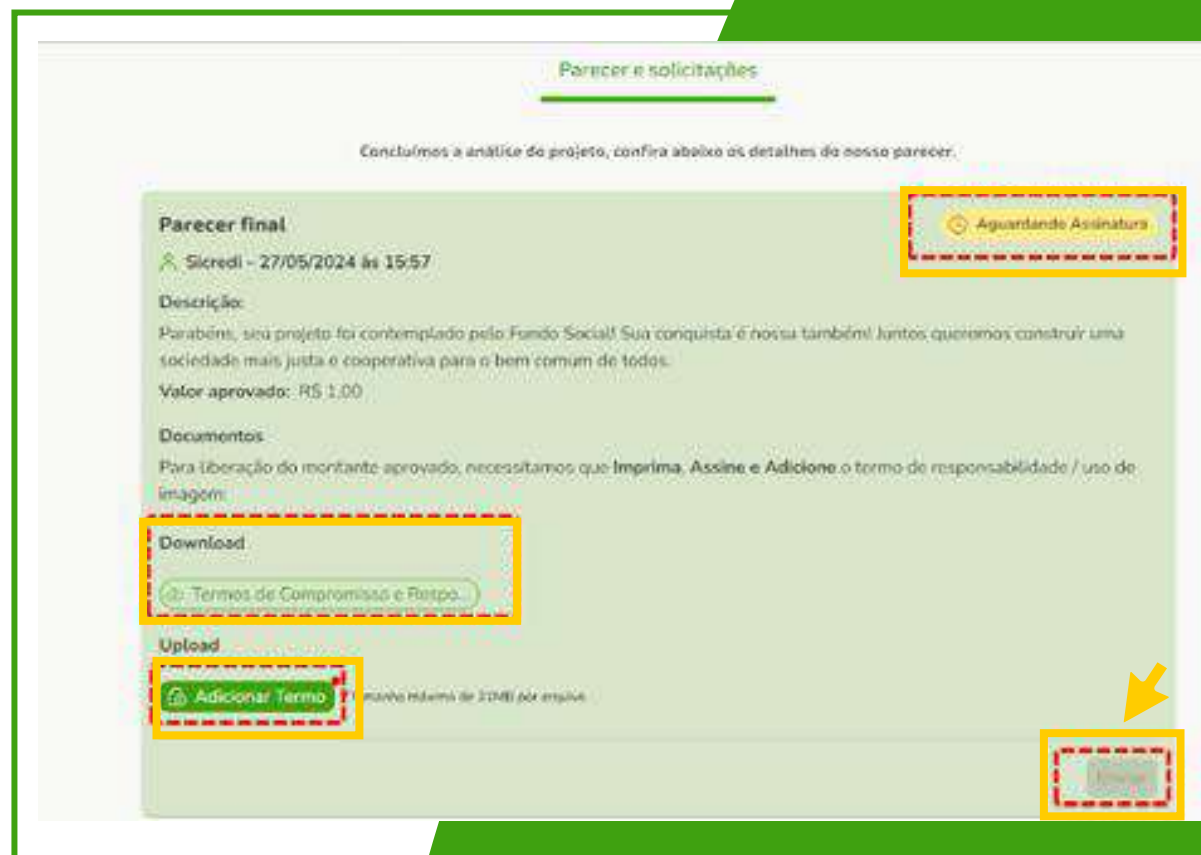 Parecer e solicitações
Concluímos a análise do projeto, confira abaixo os detalhes do nosso parecer.
Parecer final
Aguardando Assinatura
Sicredi - 27/05/2024 às 15:57
Descrição:
Parabéns, seu projeto foi contemplado pelo Fundo Social! Sua conquista é nossa também! Juntos queremos construir uma
sociedade mais justa e cooperativa para o bem comum de todos.
Valor aprovado: R$ 1,00
Documentos
Para liberação do montante aprovado, necessitamos que Imprima, Assine e Adicione o termo de responsabilidade / uso de
imagem:
Download
Termos de Compromisso e Respo...
Upload
Adicionar Termo
máximo de por arquivo